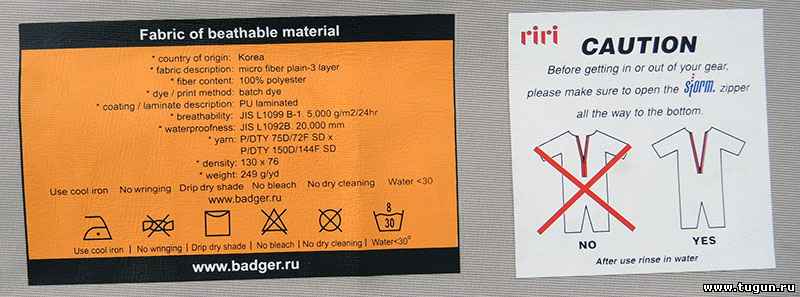 Fabric of beathable material
* country of origin: Korea
* fabric description: micro fiber plain-3 layer
* fiber content: 100% polyester
* dye / print method: batch dye
* coating / laminate description: PU laminated
* breathability: JIS L1099 B-1. 5,000 g/m2/24hr
* waterproofness: JIS L1092B. 20,000 mm
* yarn: P/DTY 75D/72F SD x
P/DTY 150D/144F SD
* density: 130 x 76
* weight: 249 g/yd
Use cool iron No wringing Drip dry shade No bleach No dry cleaning Water <30
www.badger.ru
8
30
Use cool iron No wringing Drip dry shade No bleach No dry cleaning Water<30°
www.badger.ru
riri
CAUTION
Before getting in or out of your gear,
please make sure to open the Storm. zipper
all the way to the bottom.
NO YES
After use rinse in water
www.tugun.ru